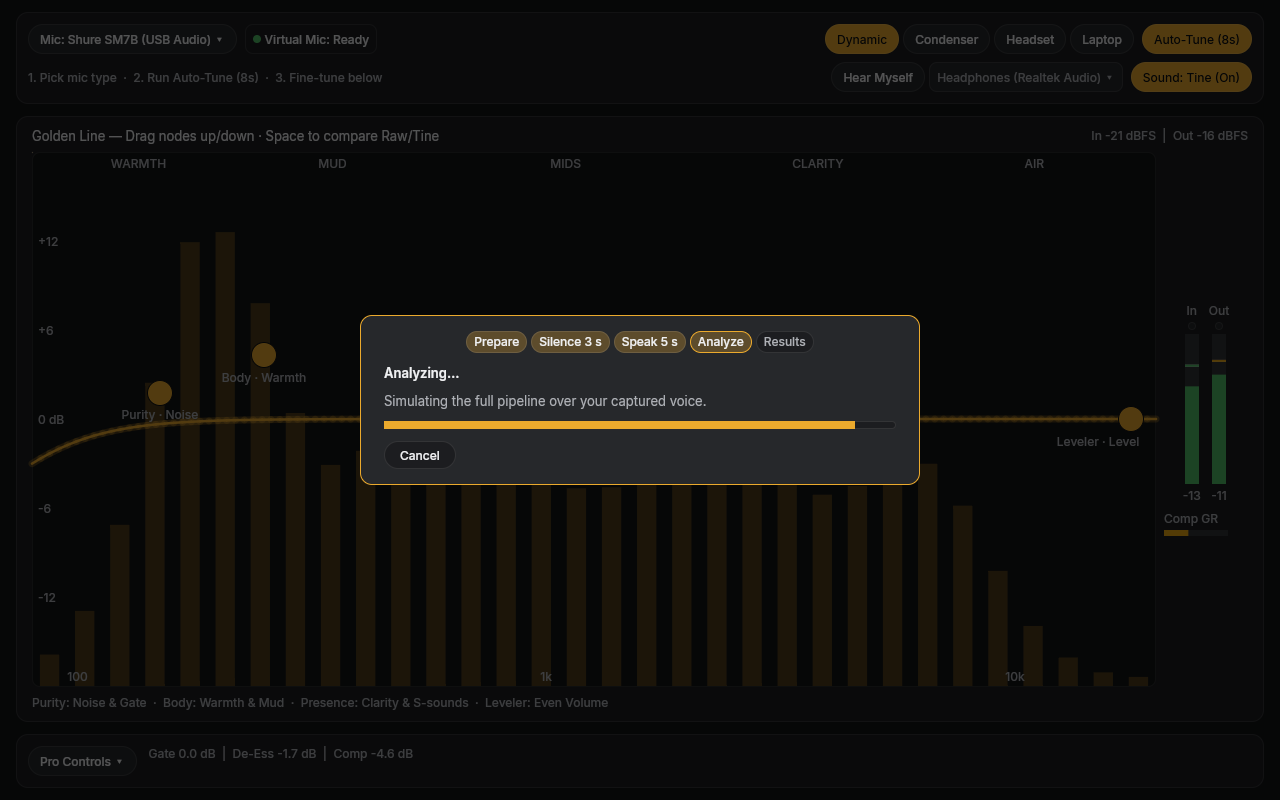 Mic: Shure SM7B (USB Audio) ▾
Virtual Mic: Ready
Dynamic
Condenser
Headset
Laptop
Auto-Tune (8s)
1. Pick mic type · 2. Run Auto-Tune (8s) · 3. Fine-tune below
Hear Myself
Headphones (Realtek Audio) ▾
Sound: Tine (On)
Golden Line — Drag nodes up/down · Space to compare Raw/Tine
In -21 dBFS | Out -16 dBFS
WARMTH
MUD
MIDS
CLARITY
AIR
+12
+6
0 dB
-6
-12
Purity · Noise
Body · Warmth
Leveler · Level
Prepare
Silence 3 s
Speak 5 s
Analyze
Results
Analyzing...
Simulating the full pipeline over your captured voice.
Cancel
In
Out
-13
-11
Comp GR
100
1k
10k
Purity: Noise & Gate · Body: Warmth & Mud · Presence: Clarity & S-sounds · Leveler: Even Volume
Pro Controls ▾
Gate 0.0 dB | De-Ess -1.7 dB | Comp -4.6 dB